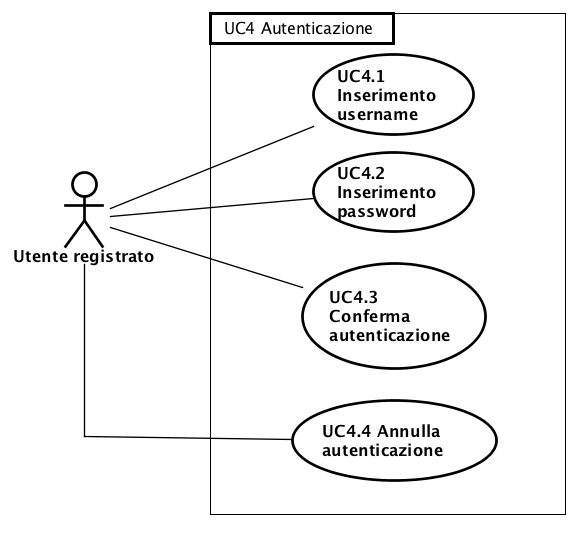 UC4 Autenticazione
UC4.1
Inserimento
username
UC4.2
Inserimento
password
Utente registrato
UC4.3
Conferma
autenticazione
UC4.4 Annulla
autenticazione